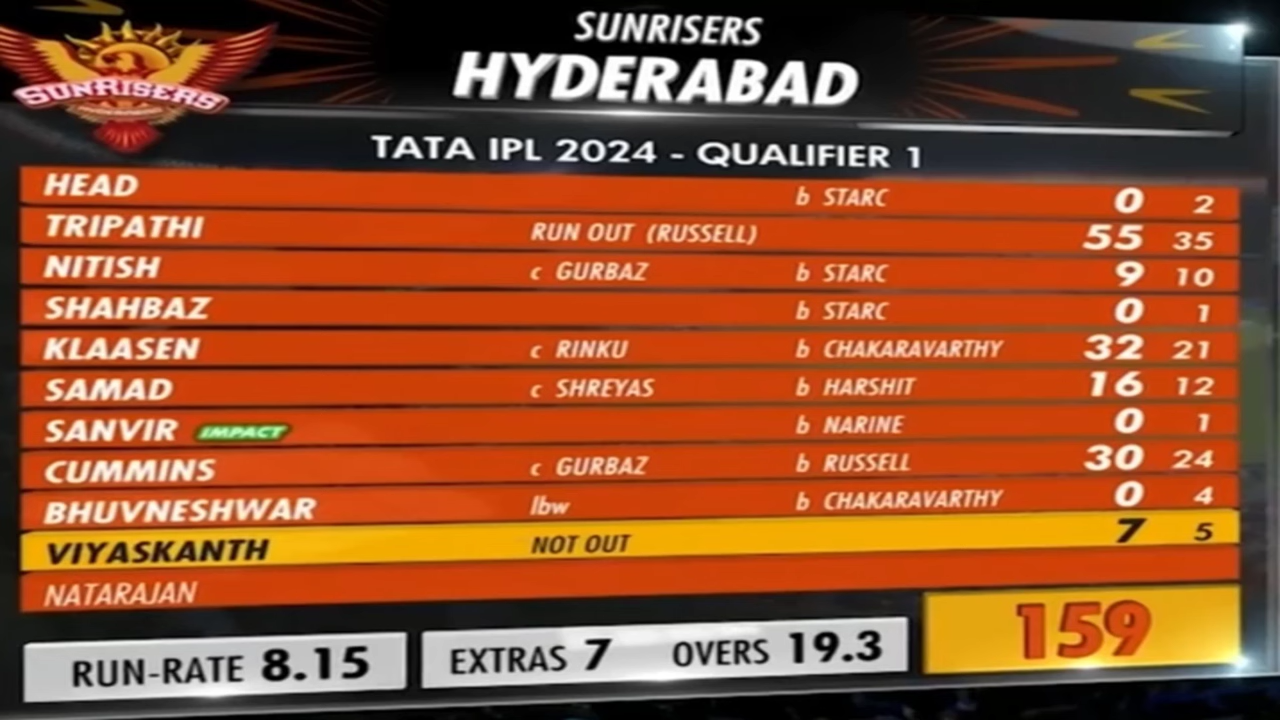 SUNRISERS
HYDERABAD
SUNRISERS
TATA IPL 2024 - QUALIFIER 1
HEAD b STARC 0 2
TRIPATHI RUN OUT (RUSSELL) 55 35
NITISH c GURBAZ b STARC 9 10
SHAHBAZ b STARC 0 1
KLAASEN c RINKU b CHAKARAVARTHY 32 21
SAMAD c SHREYAS b HARSHIT 16 12
SANVIR IMPACT b NARINE 0 1
CUMMINS c GURBAZ b RUSSELL 30 24
BHUVNESHWAR lbw b CHAKARAVARTHY 0 4
VIYASKANTH NOT OUT 7 5
NATARAJAN
RUN-RATE 8.15 EXTRAS 7 OVERS 19.3 159